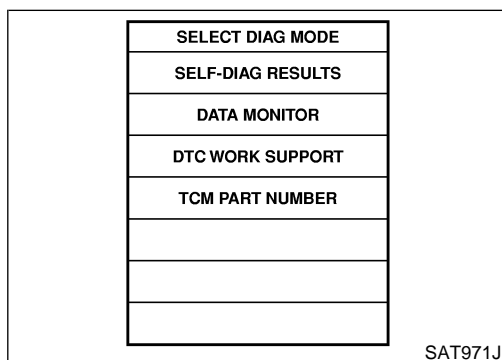 SELECT DIAG MODE
SELF-DIAG RESULTS
DATA MONITOR
DTC WORK SUPPORT
TCM PART NUMBER
SAT971J